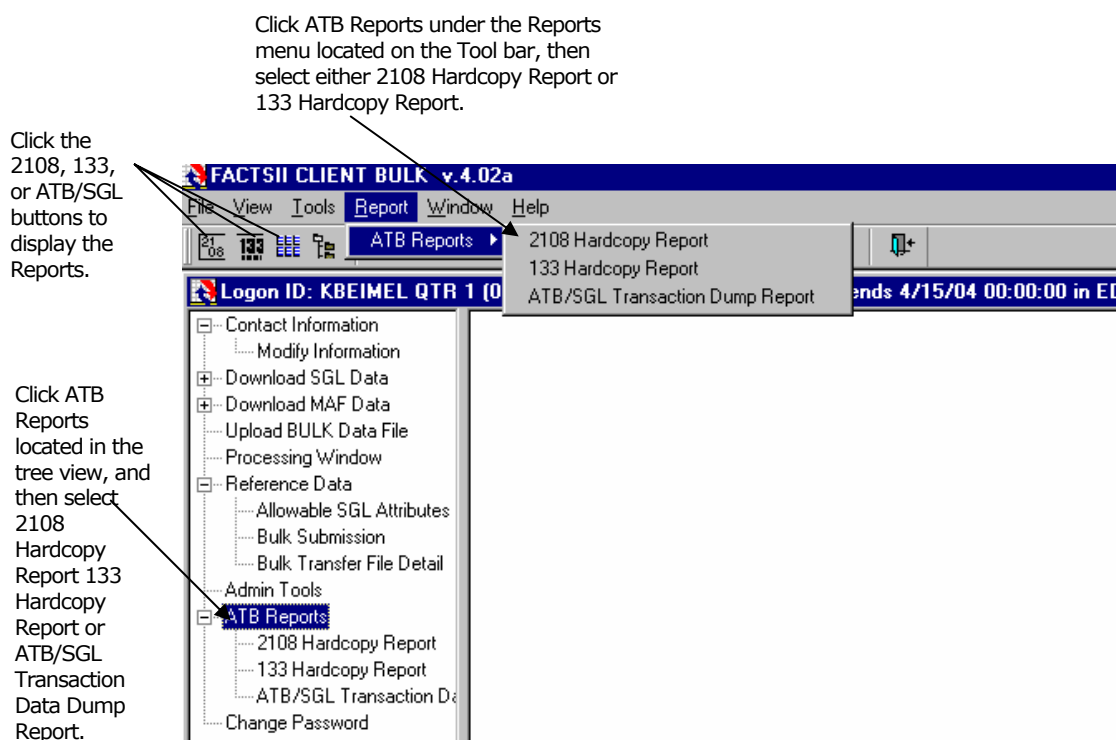 Click ATB Reports under the Reports
menu located on the Tool bar, then
select either 2108 Hardcopy Report or
133 Hardcopy Report.
Click the
2108, 133,
or ATB/SGL
buttons to
display the
Reports.
FACTSII CLIENT BULK v.4.02a
File View Tools Report Window Help
21
08
133
ATB Reports
2108 Hardcopy Report
133 Hardcopy Report
ATB/SGL Transaction Dump Report
Logon ID: KBEIMEL QTR 1 (0
ends 4/15/04 00:00:00 in ED
Contact Information
Modify Information
Download SGL Data
Download MAF Data
Upload BULK Data File
Processing Window
Reference Data
Allowable SGL Attributes
Bulk Submission
Bulk Transfer File Detail
Admin Tools
ATB Reports
2108 Hardcopy Report
133 Hardcopy Report
ATB/SGL Transaction Da
Change Password
Click ATB
Reports
located in the
tree view, and
then select
2108
Hardcopy
Report 133
Hardcopy
Report or
ATB/SGL
Transaction
Data Dump
Report.